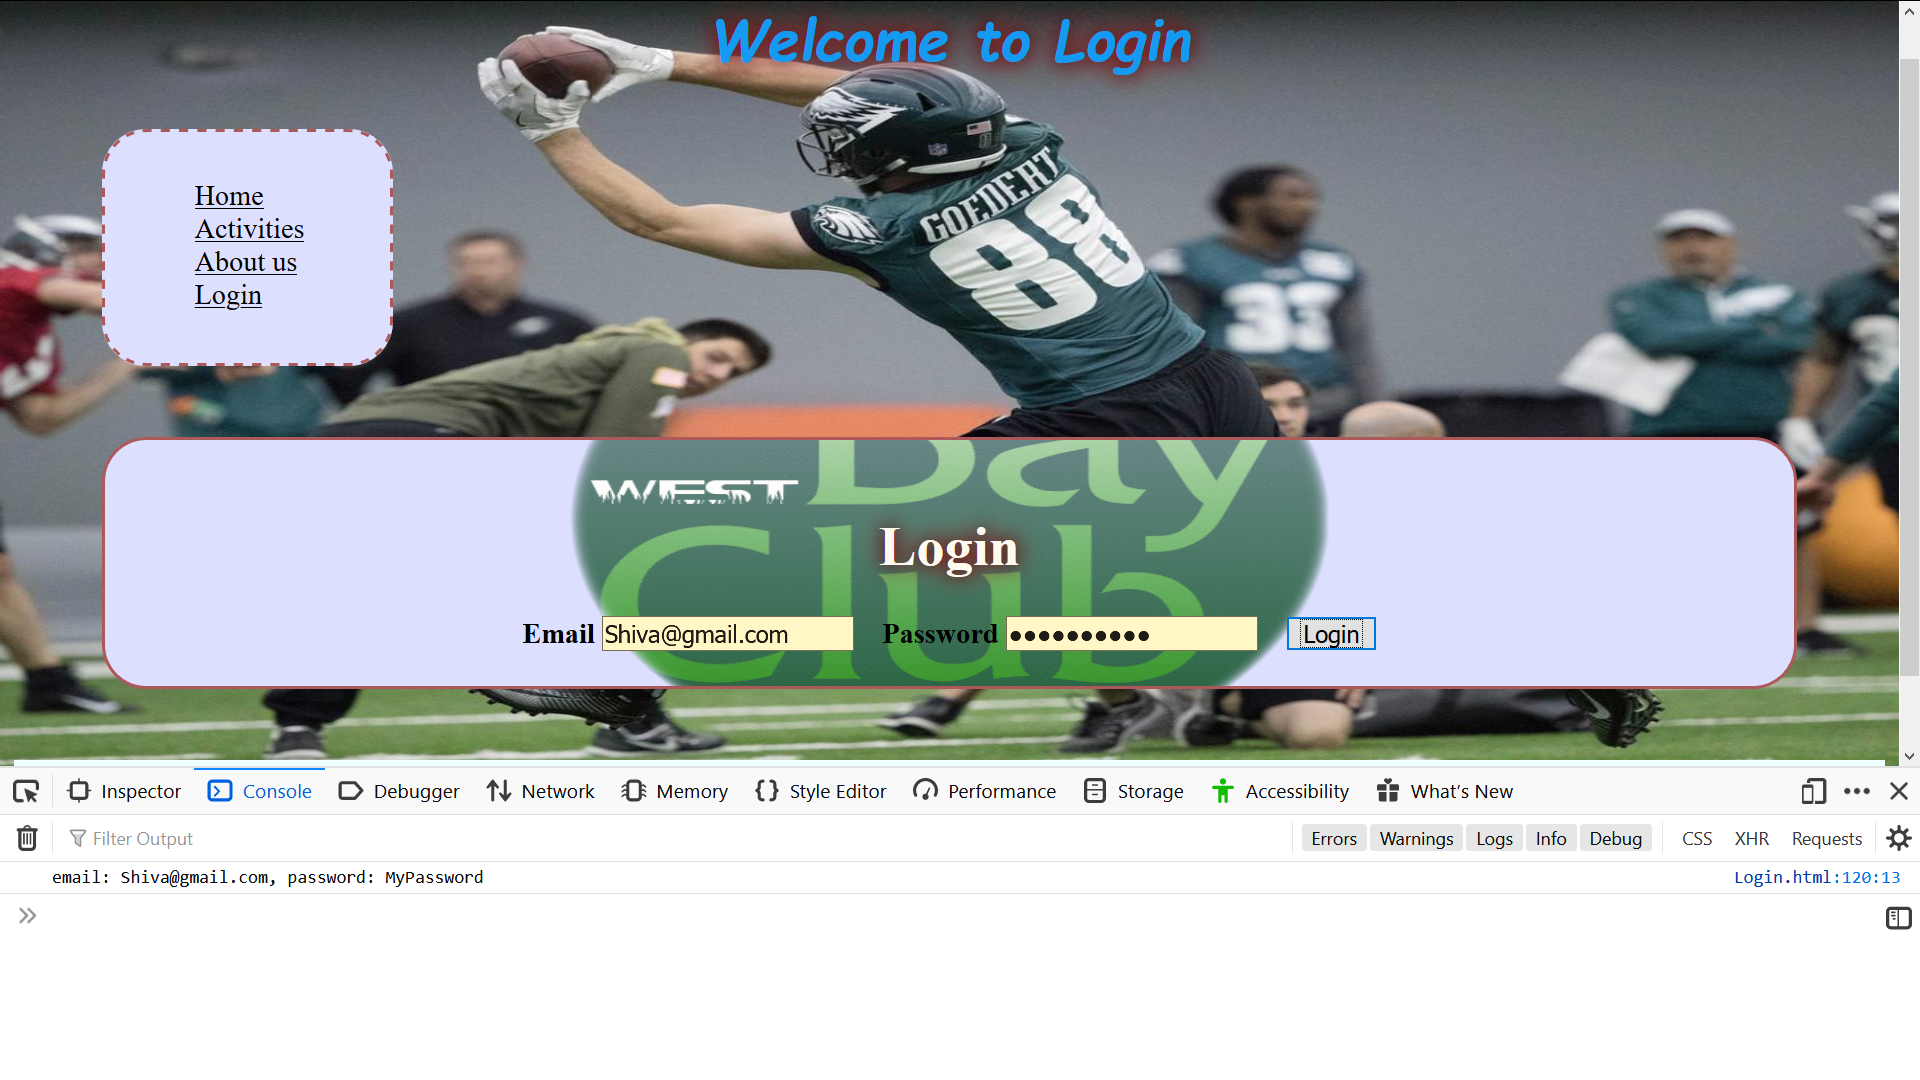 Welcome to Login
GOEDERT
88
33
Home
Activities
About us
Login
WEST
Day
Club
Login
Email Shiva@gmail.com Password ●●●●●●●●●● Login
Inspector Console Debugger Network Memory Style Editor Performance Storage Accessibility What's New
Filter Output Errors Warnings Logs Info Debug CSS XHR Requests
email: Shiva@gmail.com, password: MyPassword Login.html:120:13